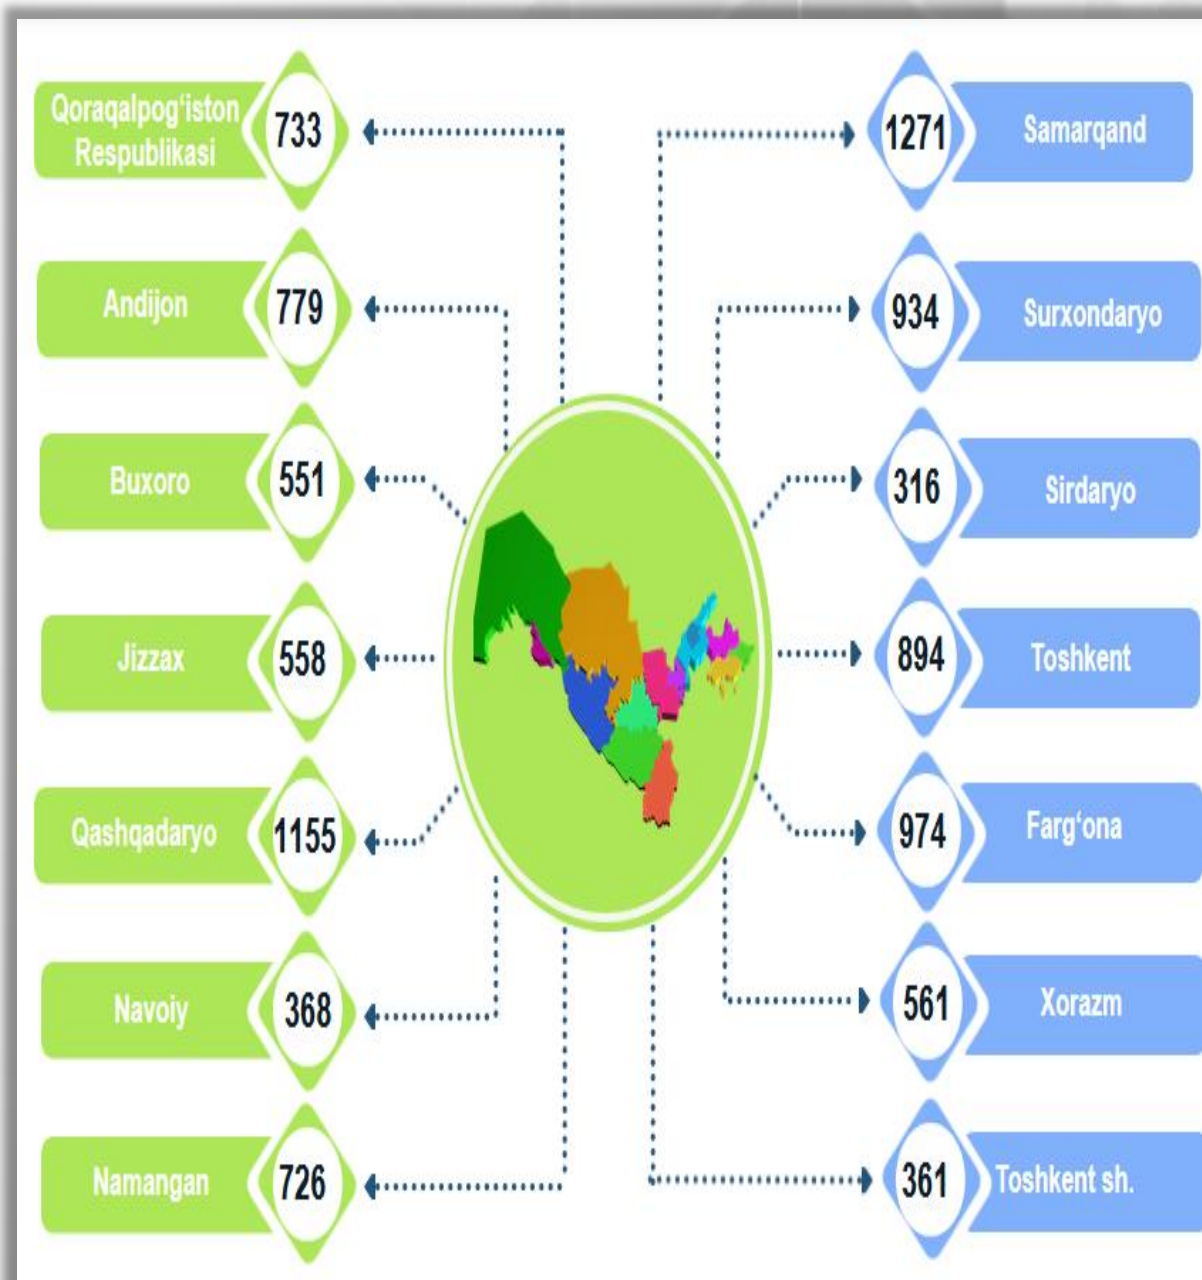 Qoraqalpog‘iston
Respublikasi
733
Andijon
779
Buxoro
551
Jizzax
558
Qashqadaryo
1155
Navoiy
368
Namangan
726
1271
Samarqand
934
Surxondaryo
316
Sirdaryo
894
Toshkent
974
Farg‘ona
561
Xorazm
361
Toshkent sh.